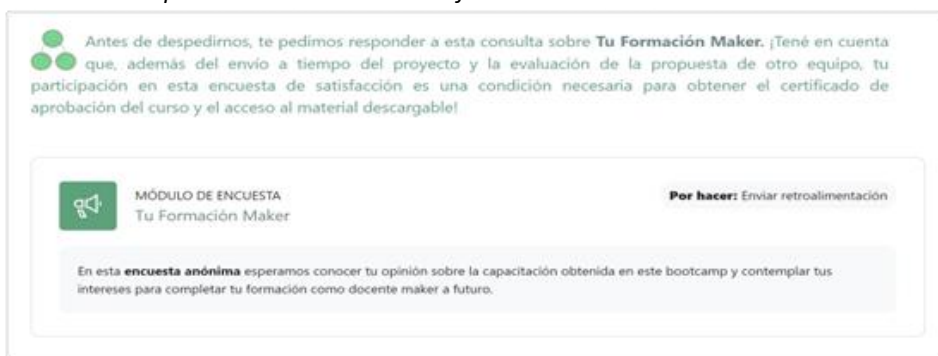 Antes de despedirnos, te pedimos responder a esta consulta sobre Tu Formación Maker. ¡Tené en cuenta
que, además del envío a tiempo del proyecto y la evaluación de la propuesta de otro equipo, tu
participación en esta encuesta de satisfacción es una condición necesaria para obtener el certificado de
aprobación del curso y el acceso al material descargable!
MÓDULO DE ENCUESTA
Tu Formación Maker
Por hacer: Enviar retroalimentación
En esta encuesta anónima esperamos conocer tu opinión sobre la capacitación obtenida en este bootcamp y contemplar tus
intereses para completar tu formación como docente maker a futuro.